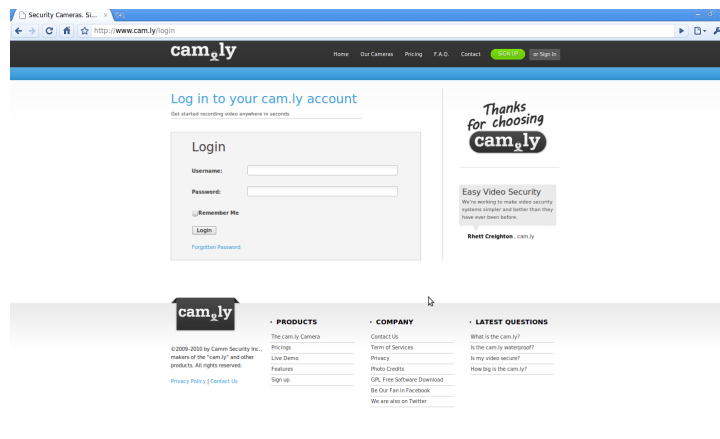 Security Cameras. Si...
http://www.cam.ly/login
cam.ly
Home
Our Cameras
Pricing
F.A.Q.
Contact
SIGN UP
or Sign In
Log in to your cam.ly account
Get started recording video anywhere in seconds
Login
Username:
Password:
Remember Me
Login
Forgotten Password
Thanks
for choosing
cam.ly
Easy Video Security
We're working to make video security
systems simpler and better than they
have ever been before.
Rhett Creighton , cam.ly
cam.ly
©2009-2010 by Camm Security Inc.,
makers of the "cam.ly" and other
products. All rights reserved.
Privacy Policy | Contact Us
· PRODUCTS
The cam.ly Camera
Pricings
Live Demo
Features
Sign up
· COMPANY
Contact Us
Term of Services
Privacy
Photo Credits
GPL Free Software Download
Be Our Fan in Facebook
We are also on Twitter
· LATEST QUESTIONS
What is the cam.ly?
Is the cam.ly waterproof?
Is my video secure?
How big is the cam.ly?